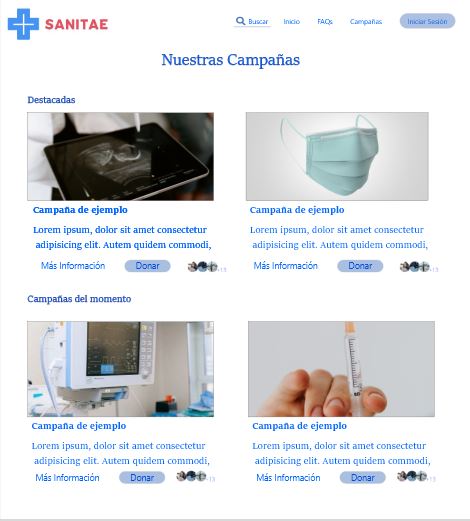 SANITAE
Buscar Inicio FAQs Campañas Iniciar Sesión
Nuestras Campañas
Destacadas
Campaña de ejemplo
Lorem ipsum, dolor sit amet consectetur
adipisicing elit. Autem quidem commodi,
Más Información Donar +13
Campaña de ejemplo
Lorem ipsum, dolor sit amet consectetur
adipisicing elit. Autem quidem commodi,
Más Información Donar +13
Campañas del momento
Campaña de ejemplo
Lorem ipsum, dolor sit amet consectetur
adipisicing elit. Autem quidem commodi,
Más Información Donar +13
Campaña de ejemplo
Lorem ipsum, dolor sit amet consectetur
adipisicing elit. Autem quidem commodi,
Más Información Donar +13